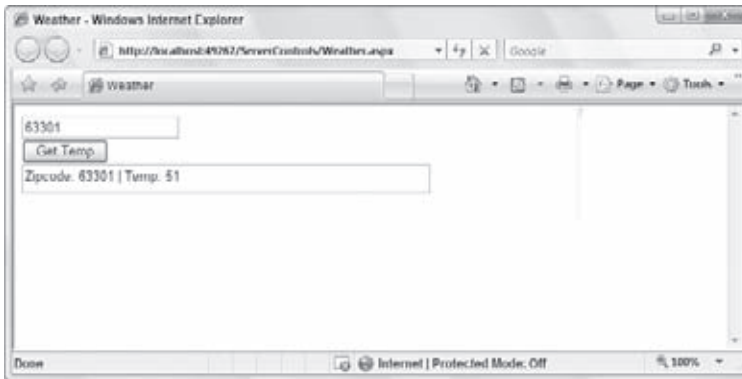 Weather - Windows Internet Explorer
http://localhost:49267/ServerControls/Weather.aspx
Google
Weather
Page
Tools
63301
Get Temp
Zipcode: 63301 | Temp: 51
Done
Internet | Protected Mode: Off
100%